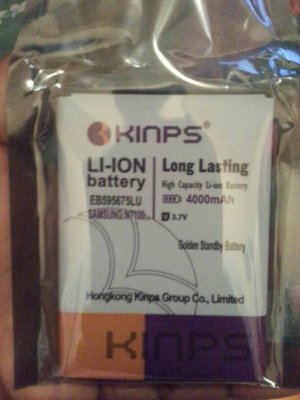 KINPS®
LI-ION
battery
EB595675LU
SAMSUNG:N7100
Long Lasting
High Capacity Li-ion Battery
4000mAh
V 3.7V
Golden Standby Battery
Hongkong Kinps Group Co., Limited
KINPS